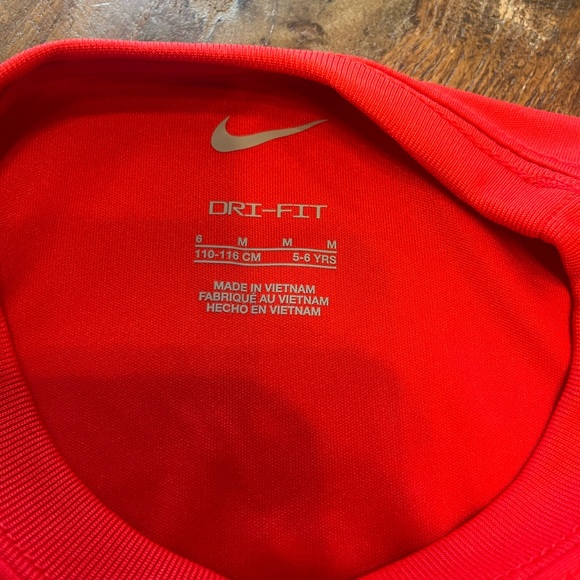 DRI-FIT
6 M M M
110-116 CM 5-6 YRS
MADE IN VIETNAM
FABRIQUÉ AU VIETNAM
HECHO EN VIETNAM